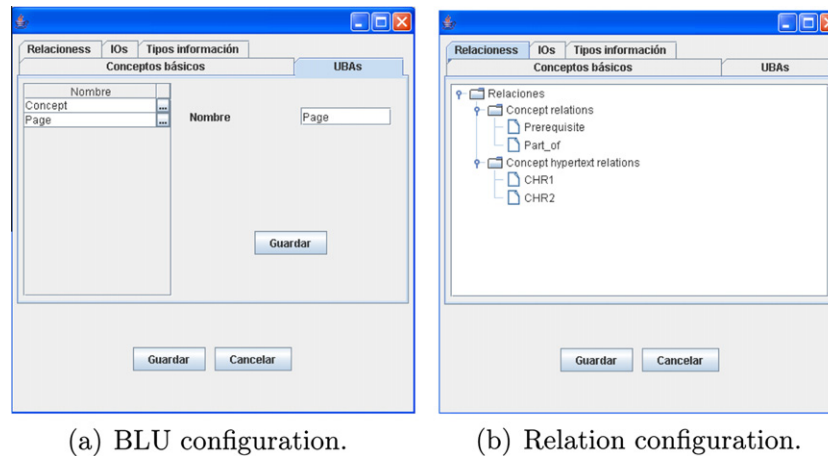 Relacioness IOs Tipos información
Conceptos básicos UBAs
Nombre
Concept ...
Page ...
Nombre Page
Guardar
Guardar Cancelar
(a) BLU configuration.
Relacioness IOs Tipos información
Conceptos básicos UBAs
Relaciones
Concept relations
Prerequisite
Part_of
Concept hypertext relations
CHR1
CHR2
Guardar Cancelar
(b) Relation configuration.